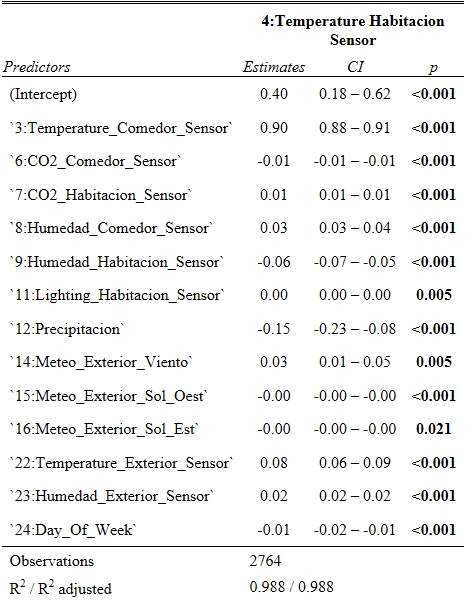 4:Temperature Habitacion
Sensor
Predictors Estimates CI p
(Intercept) 0.40 0.18 – 0.62 <0.001
`3:Temperature_Comedor_Sensor` 0.90 0.88 – 0.91 <0.001
`6:CO2_Comedor_Sensor` -0.01 -0.01 – -0.01 <0.001
`7:CO2_Habitacion_Sensor` 0.01 0.01 – 0.01 <0.001
`8:Humedad_Comedor_Sensor` 0.03 0.03 – 0.04 <0.001
`9:Humedad_Habitacion_Sensor` -0.06 -0.07 – -0.05 <0.001
`11:Lighting_Habitacion_Sensor` 0.00 0.00 – 0.00 0.005
`12:Precipitacion` -0.15 -0.23 – -0.08 <0.001
`14:Meteo_Exterior_Viento` 0.03 0.01 – 0.05 0.005
`15:Meteo_Exterior_Sol_Oest` -0.00 -0.00 – -0.00 <0.001
`16:Meteo_Exterior_Sol_Est` -0.00 -0.00 – -0.00 0.021
`22:Temperature_Exterior_Sensor` 0.08 0.06 – 0.09 <0.001
`23:Humedad_Exterior_Sensor` 0.02 0.02 – 0.02 <0.001
`24:Day_Of_Week` -0.01 -0.02 – -0.01 <0.001
Observations 2764
R² / R² adjusted 0.988 / 0.988